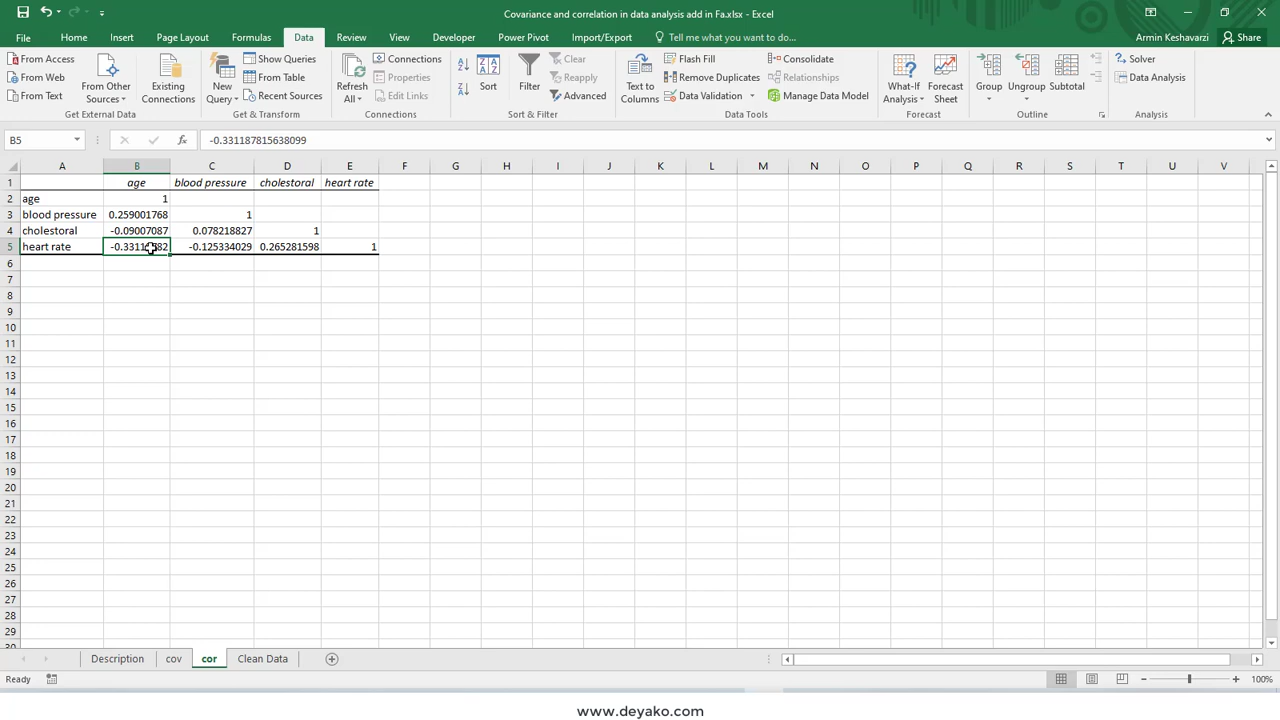 Covariance and correlation in data analysis add in Fa.xlsx - Excel
File Home Insert Page Layout Formulas Data Review View Developer Power Pivot Import/Export Tell me what you want to do... Armin Keshavarzi Share
From Access
From Web
From Text
From Other Sources
Existing Connections
Get External Data
New Query
Show Queries
From Table
Recent Sources
Get & Transform
Refresh All
Connections
Properties
Edit Links
Connections
Sort
Filter
Clear
Reapply
Advanced
Sort & Filter
Text to Columns
Flash Fill
Remove Duplicates
Data Validation
Consolidate
Relationships
Manage Data Model
Data Tools
What-If Analysis
Forecast Sheet
Forecast
Group
Ungroup
Subtotal
Outline
Solver
Data Analysis
Analysis
B5 fx -0.331187815638099
A B C D E F G H I J K L M N O P Q R S T U V
1 age blood pressure cholestoral heart rate
2 age 1
3 blood pressure 0.259001768 1
4 cholestoral -0.09007087 0.078218827 1
5 heart rate -0.125334029 0.265281598 1
6
7
8
9
10
11
12
13
14
15
16
17
18
19
20
21
22
23
24
25
26
27
28
29
30
Description cov cor Clean Data
Ready 100%
www.deyako.com